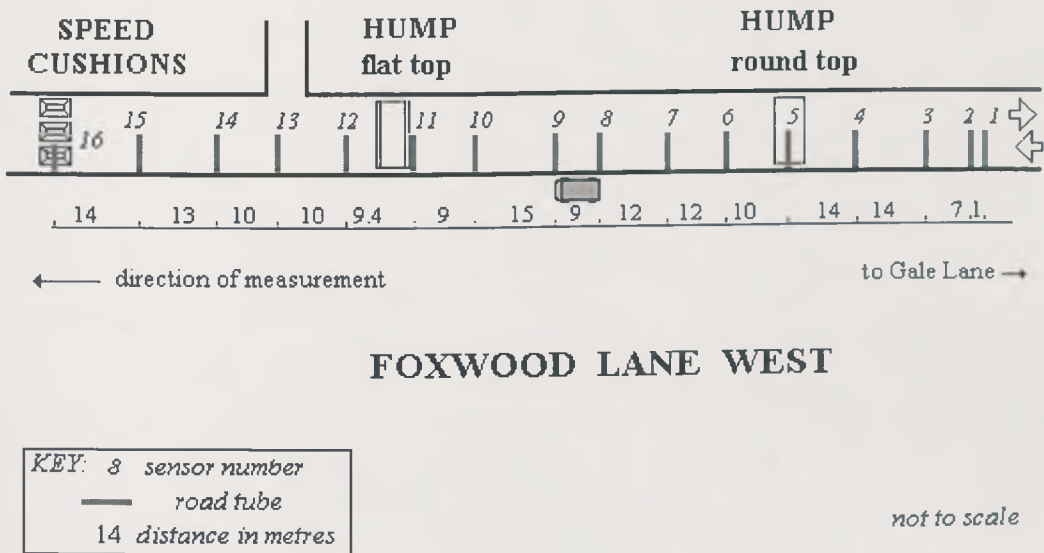 SPEED CUSHIONS
HUMP flat top
HUMP round top
16 15 14 13 12 11 10 9 8 7 6 5 4 3 2 1
14 13 10 10 9.4 9 15 9 12 12 10 14 14 7 1
direction of measurement
to Gale Lane
FOXWOOD LANE WEST
KEY: 8 sensor number
road tube
14 distance in metres
not to scale